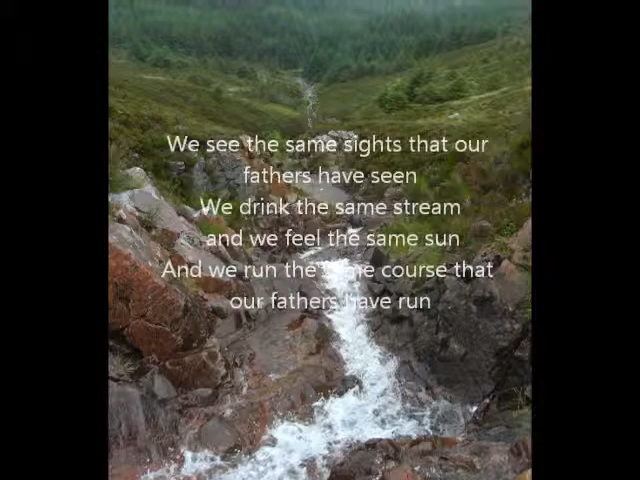 We see the same sights that our
fathers have seen
We drink the same stream
and we feel the same sun
And we run the same course that
our fathers have run